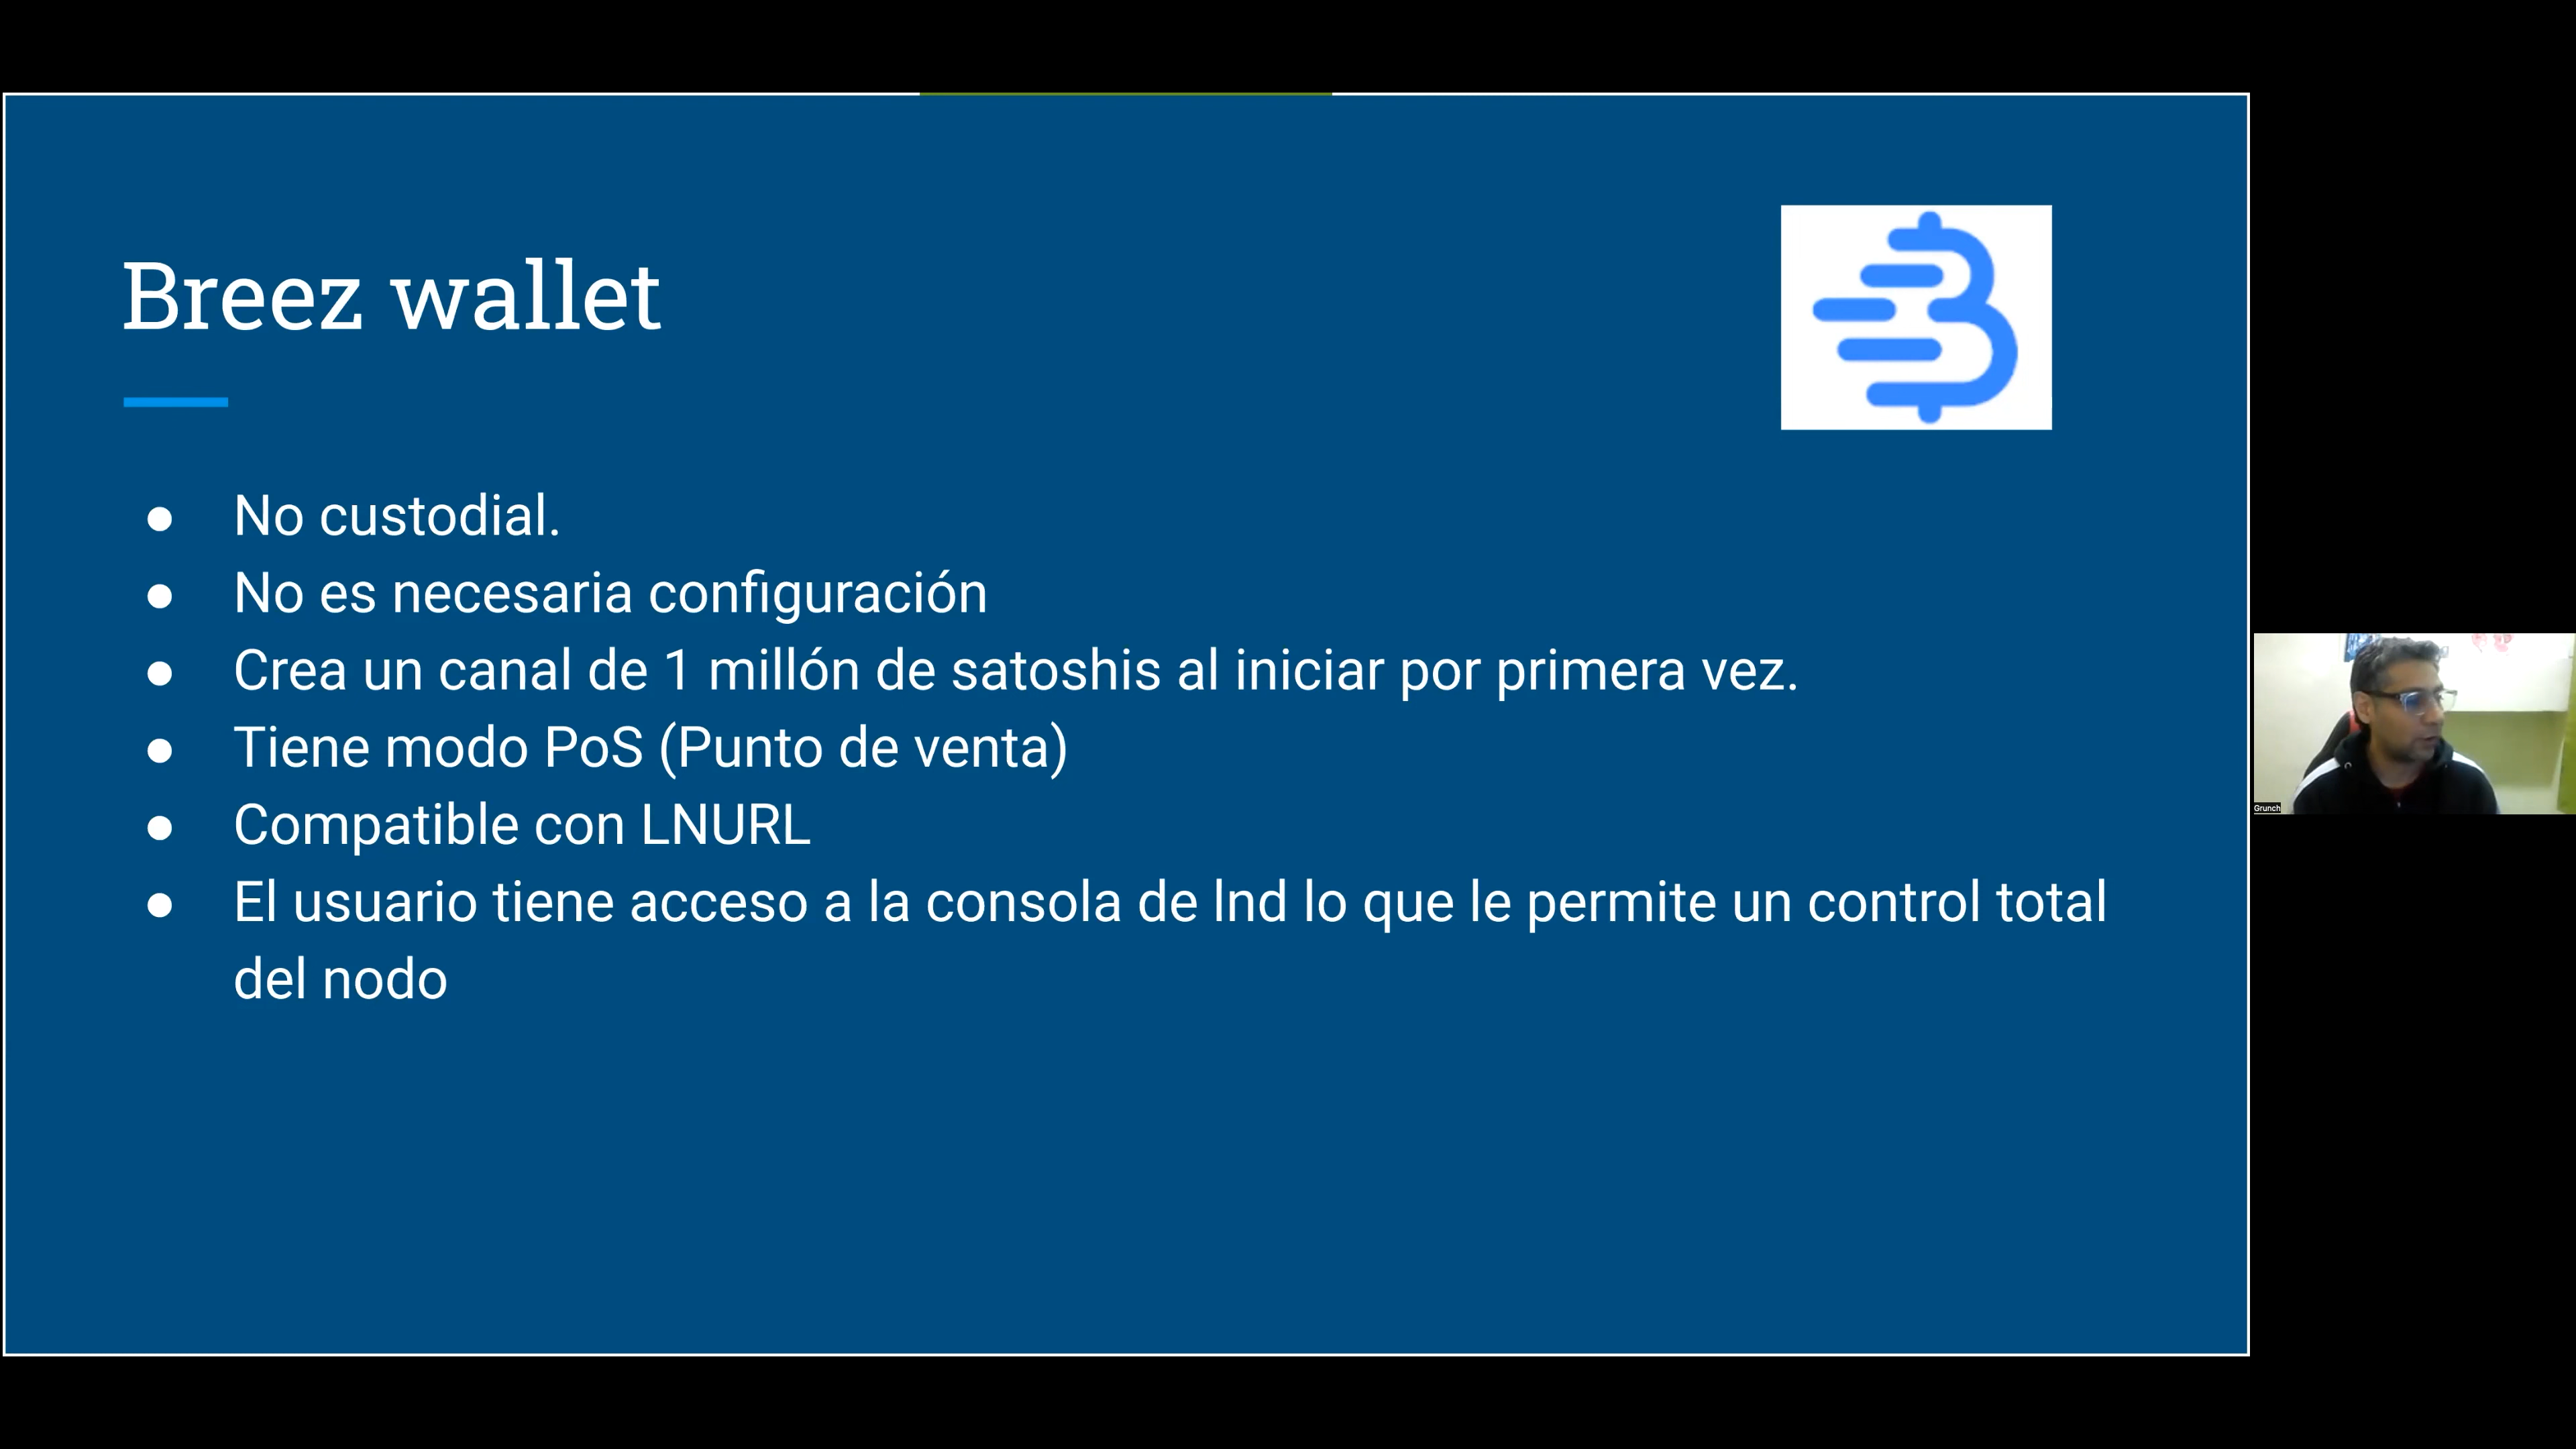 Breez wallet
No custodial.
No es necesaria configuración
Crea un canal de 1 millón de satoshis al iniciar por primera vez.
Tiene modo PoS (Punto de venta)
Compatible con LNURL
El usuario tiene acceso a la consola de lnd lo que le permite un control total
del nodo
Grunch